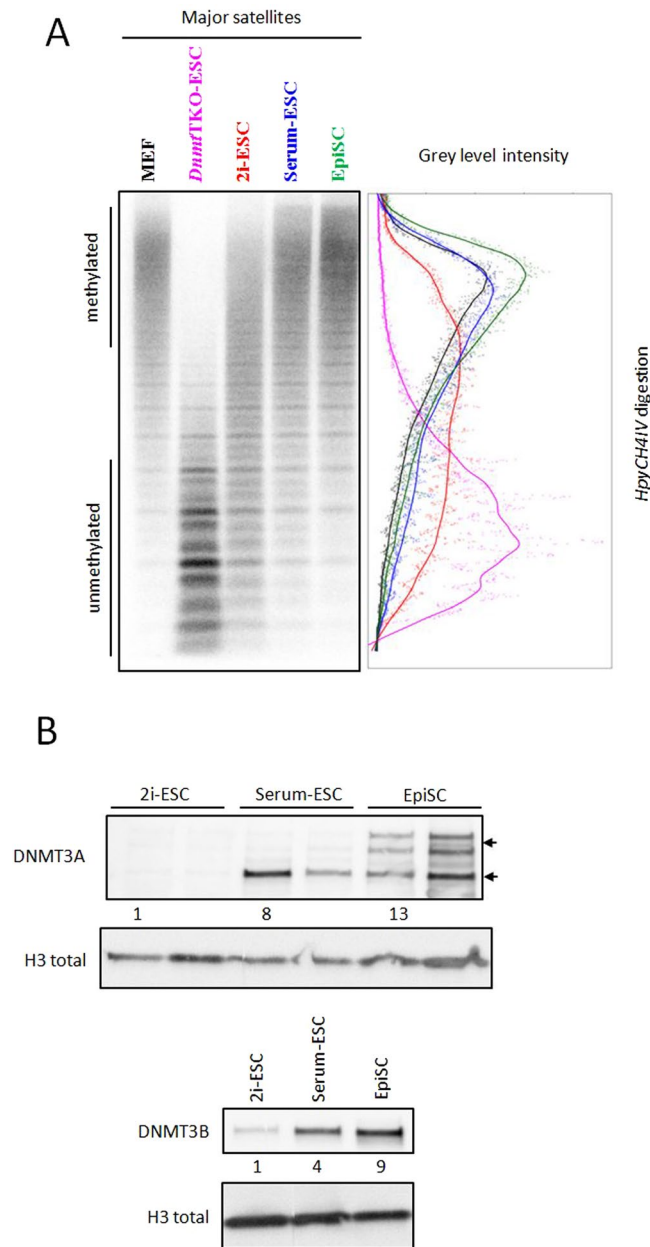 A
Major satellites
MEF
DnmtTKO-ESC
2i-ESC
Serum-ESC
EpiSC
Grey level intensity
methylated
unmethylated
HpyCH4IV digestion
B
2i-ESC
Serum-ESC
EpiSC
DNMT3A
1 8 13
H3 total
2i-ESC
Serum-ESC
EpiSC
DNMT3B
1 4 9
H3 total